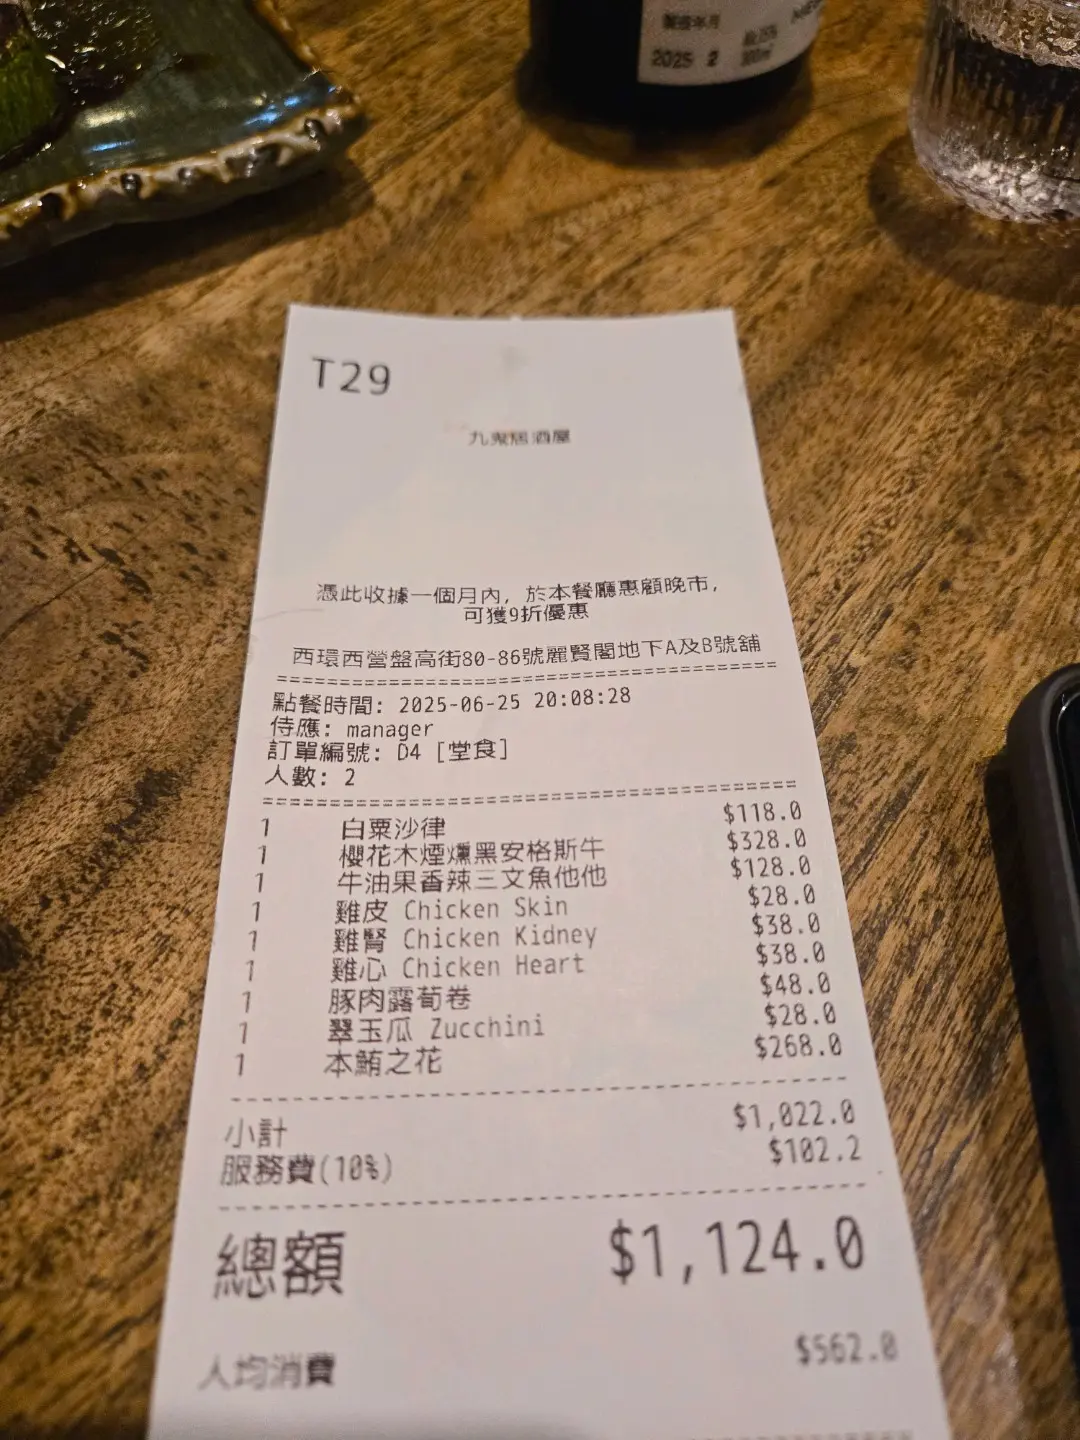 製造年月
2025 2
T29
九鬼居酒屋
憑此收據一個月內, 於本餐廳惠顧晚市,
可獲9折優惠
西環西營盤高街80-86號麗賢閣地下A及B號舖
點餐時間: 2025-06-25 20:08:28
侍應: manager
訂單編號: D4 [堂食]
人數: 2
1 白粟沙律 $118.0
1 櫻花木煙燻黑安格斯牛 $328.0
1 牛油果香辣三文魚他他 $128.0
1 雞皮 Chicken Skin $28.0
1 雞腎 Chicken Kidney $38.0
1 雞心 Chicken Heart $38.0
1 豚肉露荀卷 $48.0
1 翠玉瓜 Zucchini $28.0
1 本鮪之花 $268.0
小計 $1,022.0
服務費(10%) $102.2
總額 $1,124.0
人均消費 $562.0